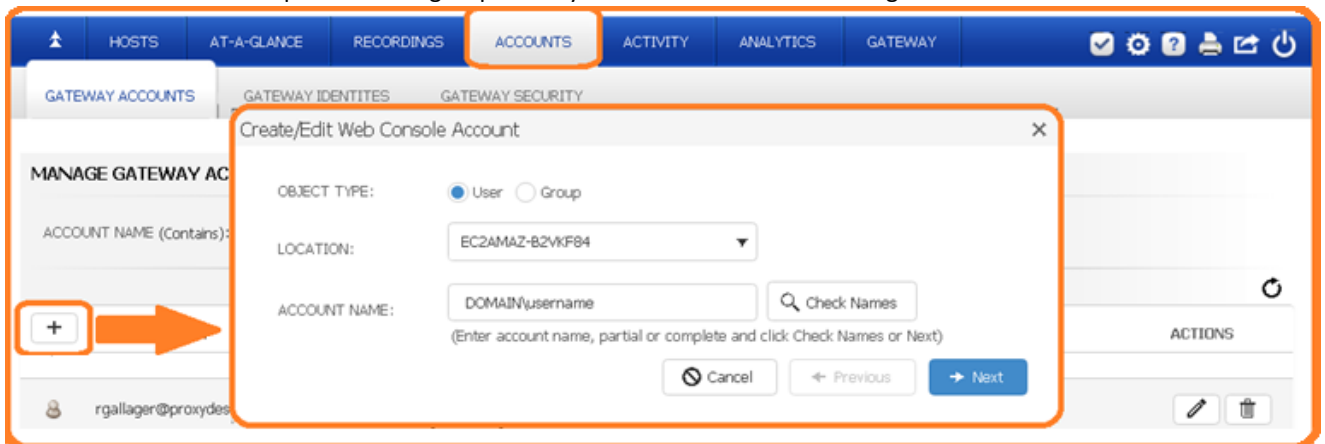 HOSTS AT-A-GLANCE RECORDINGS ACCOUNTS ACTIVITY ANALYTICS GATEWAY
GATEWAY ACCOUNTS GATEWAY IDENTITES GATEWAY SECURITY
Create/Edit Web Console Account
MANAGE GATEWAY AC
OBJECT TYPE: User Group
ACCOUNT NAME (Contains):
LOCATION: EC2AMAZ-B2VKF84
ACCOUNT NAME: DOMAIN\username Check Names
(Enter account name, partial or complete and click Check Names or Next)
ACTIONS
Cancel Previous Next
rgallager@proxydes